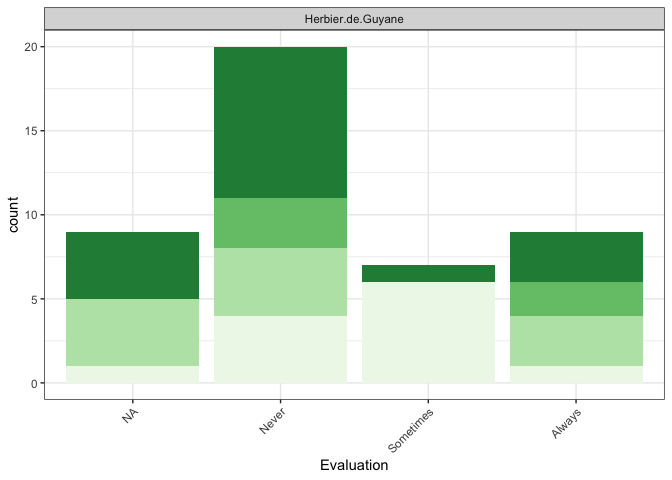 Herbier.de.Guyane
20
15
10
5
0
count
NA
Never
Sometimes
Always
Evaluation